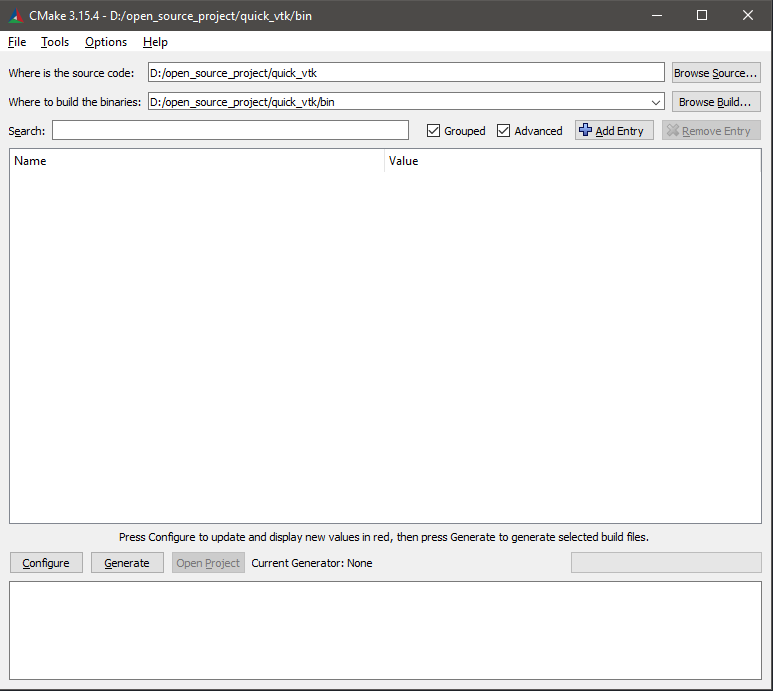 CMake 3.15.4 - D:/open_source_project/quick_vtk/bin
File Tools Options Help
Where is the source code: D:/open_source_project/quick_vtk Browse Source...
Where to build the binaries: D:/open_source_project/quick_vtk/bin Browse Build...
Search: Grouped Advanced Add Entry Remove Entry
Name Value
Press Configure to update and display new values in red, then press Generate to generate selected build files.
Configure Generate Open Project Current Generator: None